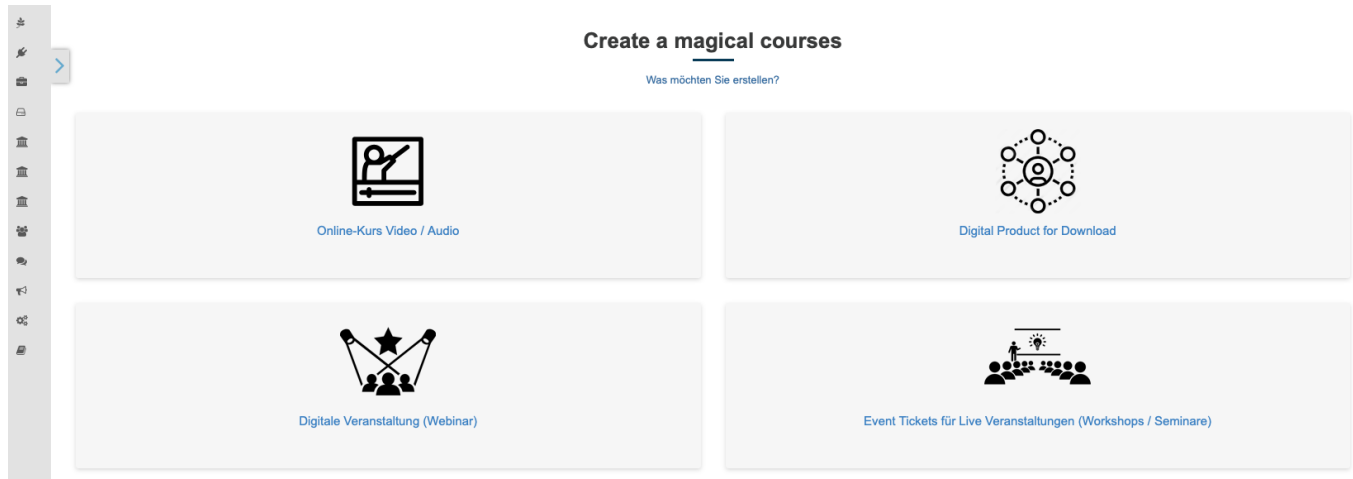 Create a magical courses
Was möchten Sie erstellen?
Online-Kurs Video / Audio
Digital Product for Download
Digitale Veranstaltung (Webinar)
Event Tickets für Live Veranstaltungen (Workshops / Seminare)